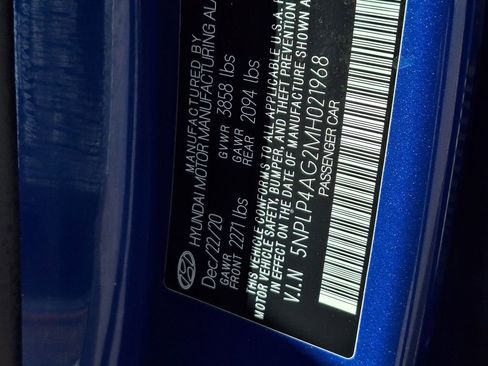 MANUFACTURED BY
HYUNDAI MOTOR MANUFACTURING ALA
Dec/22/20 GVWR 3858 lbs
GAWR FRONT 2271 lbs GAWR REAR 2094 lbs
THIS VEHICLE CONFORMS TO ALL APPLICABLE U.S.A.
MOTOR VEHICLE SAFETY, BUMPER, AND THEFT PREVENTION
IN EFFECT ON THE DATE OF MANUFACTURE
V.I.N 5NPLP4AG2MH021968
PASSENGER CAR